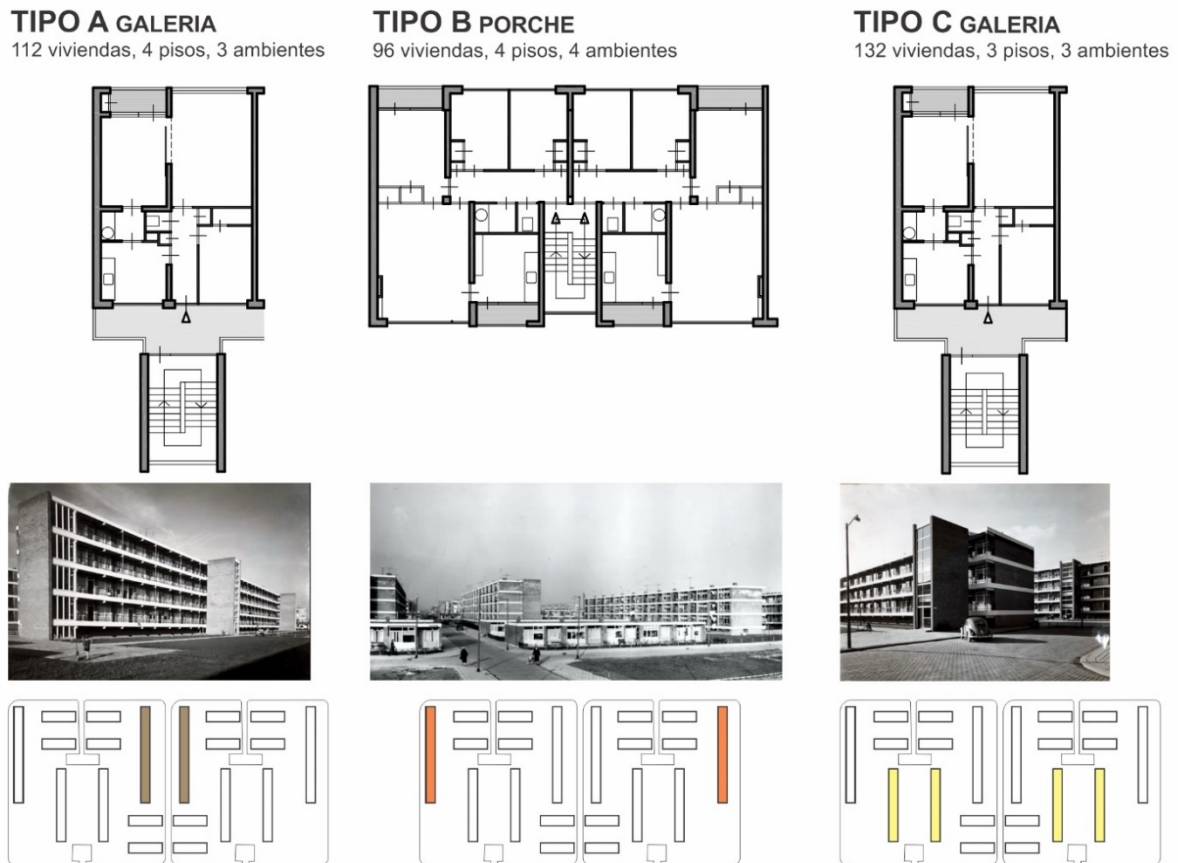 TIPO A GALERIA
112 viviendas, 4 pisos, 3 ambientes
TIPO B PORCHE
96 viviendas, 4 pisos, 4 ambientes
TIPO C GALERIA
132 viviendas, 3 pisos, 3 ambientes